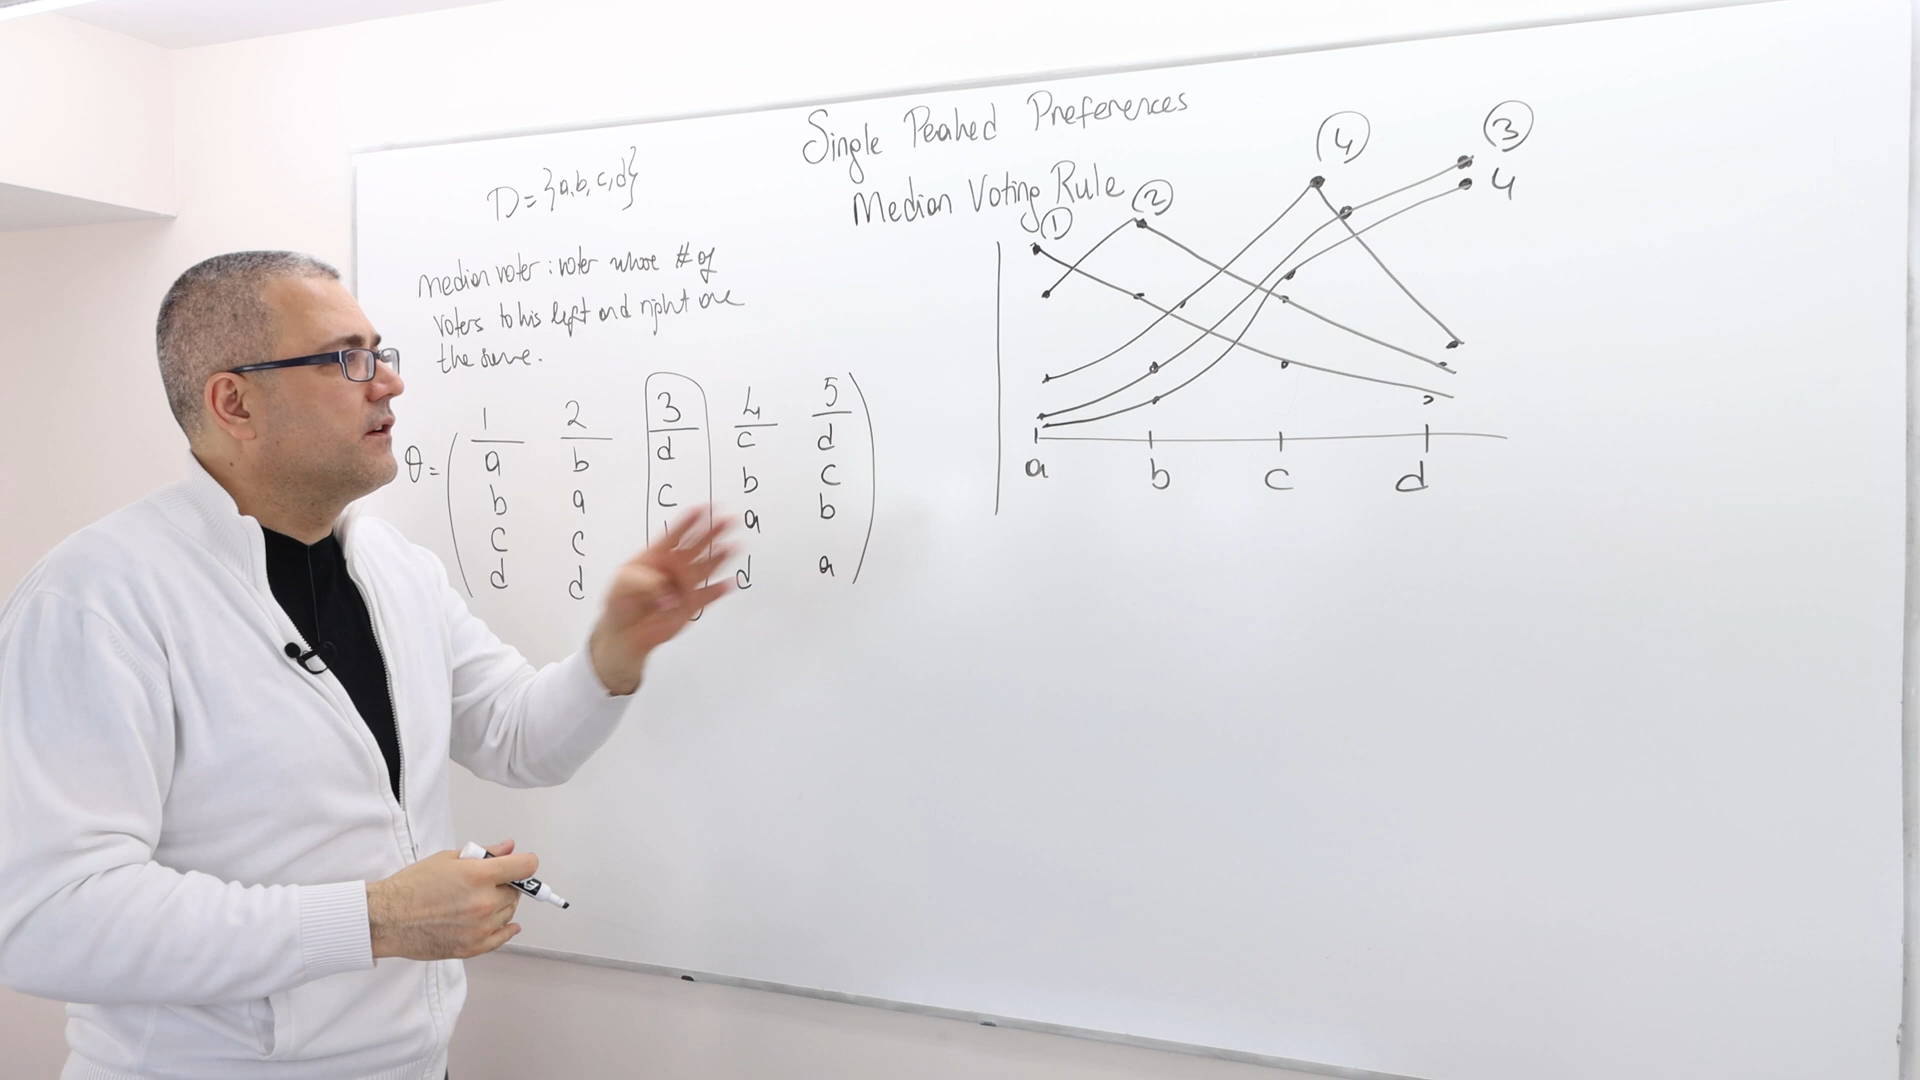 Single Peaked Preferences
Median Voting Rule
D = {a, b, c, d}
median voter : voter whose # of
voters to his left and right are
the same.
1 2 3 4 5
θ = ( a b d c d )
b a c b c
c c a b
d d d a
① ② ④ ③
4
a b c d